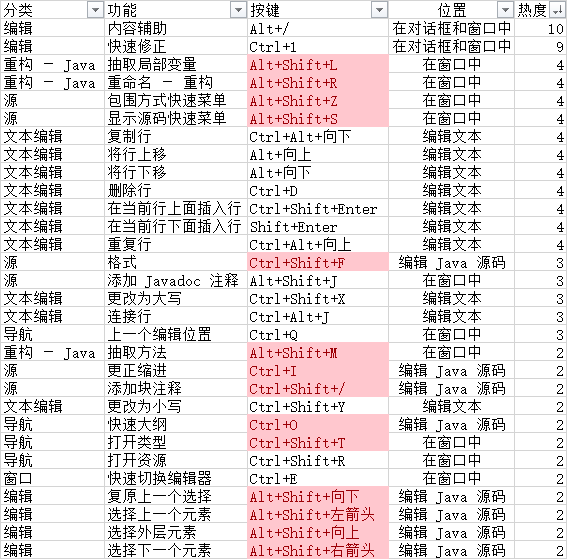 分类 功能 按键 位置 热度
编辑 内容辅助 Alt+/ 在对话框和窗口中 10
编辑 快速修正 Ctrl+1 在对话框和窗口中 9
重构 – Java 抽取局部变量 Alt+Shift+L 在窗口中 4
重构 – Java 重命名 – 重构 Alt+Shift+R 在窗口中 4
源 包围方式快速菜单 Alt+Shift+Z 在窗口中 4
源 显示源码快速菜单 Alt+Shift+S 在窗口中 4
文本编辑 复制行 Ctrl+Alt+向下 编辑文本 4
文本编辑 将行上移 Alt+向上 编辑文本 4
文本编辑 将行下移 Alt+向下 编辑文本 4
文本编辑 删除行 Ctrl+D 编辑文本 4
文本编辑 在当前行上面插入行 Ctrl+Shift+Enter 编辑文本 4
文本编辑 在当前行下面插入行 Shift+Enter 编辑文本 4
文本编辑 重复行 Ctrl+Alt+向上 编辑文本 4
源 格式 Ctrl+Shift+F 编辑 Java 源码 3
源 添加 Javadoc 注释 Alt+Shift+J 在窗口中 3
文本编辑 更改为大写 Ctrl+Shift+X 编辑文本 3
文本编辑 连接行 Ctrl+Alt+J 编辑文本 3
导航 上一个编辑位置 Ctrl+Q 在窗口中 3
重构 – Java 抽取方法 Alt+Shift+M 在窗口中 2
源 更正缩进 Ctrl+I 编辑 Java 源码 2
源 添加块注释 Ctrl+Shift+/ 编辑 Java 源码 2
文本编辑 更改为小写 Ctrl+Shift+Y 编辑文本 2
导航 快速大纲 Ctrl+O 编辑 Java 源码 2
导航 打开类型 Ctrl+Shift+T 在窗口中 2
导航 打开资源 Ctrl+Shift+R 在窗口中 2
窗口 快速切换编辑器 Ctrl+E 在窗口中 2
编辑 复原上一个选择 Alt+Shift+向下 编辑 Java 源码 2
编辑 选择上一个元素 Alt+Shift+左箭头 编辑 Java 源码 2
编辑 选择外层元素 Alt+Shift+向上 编辑 Java 源码 2
编辑 选择下一个元素 Alt+Shift+右箭头 编辑 Java 源码 2